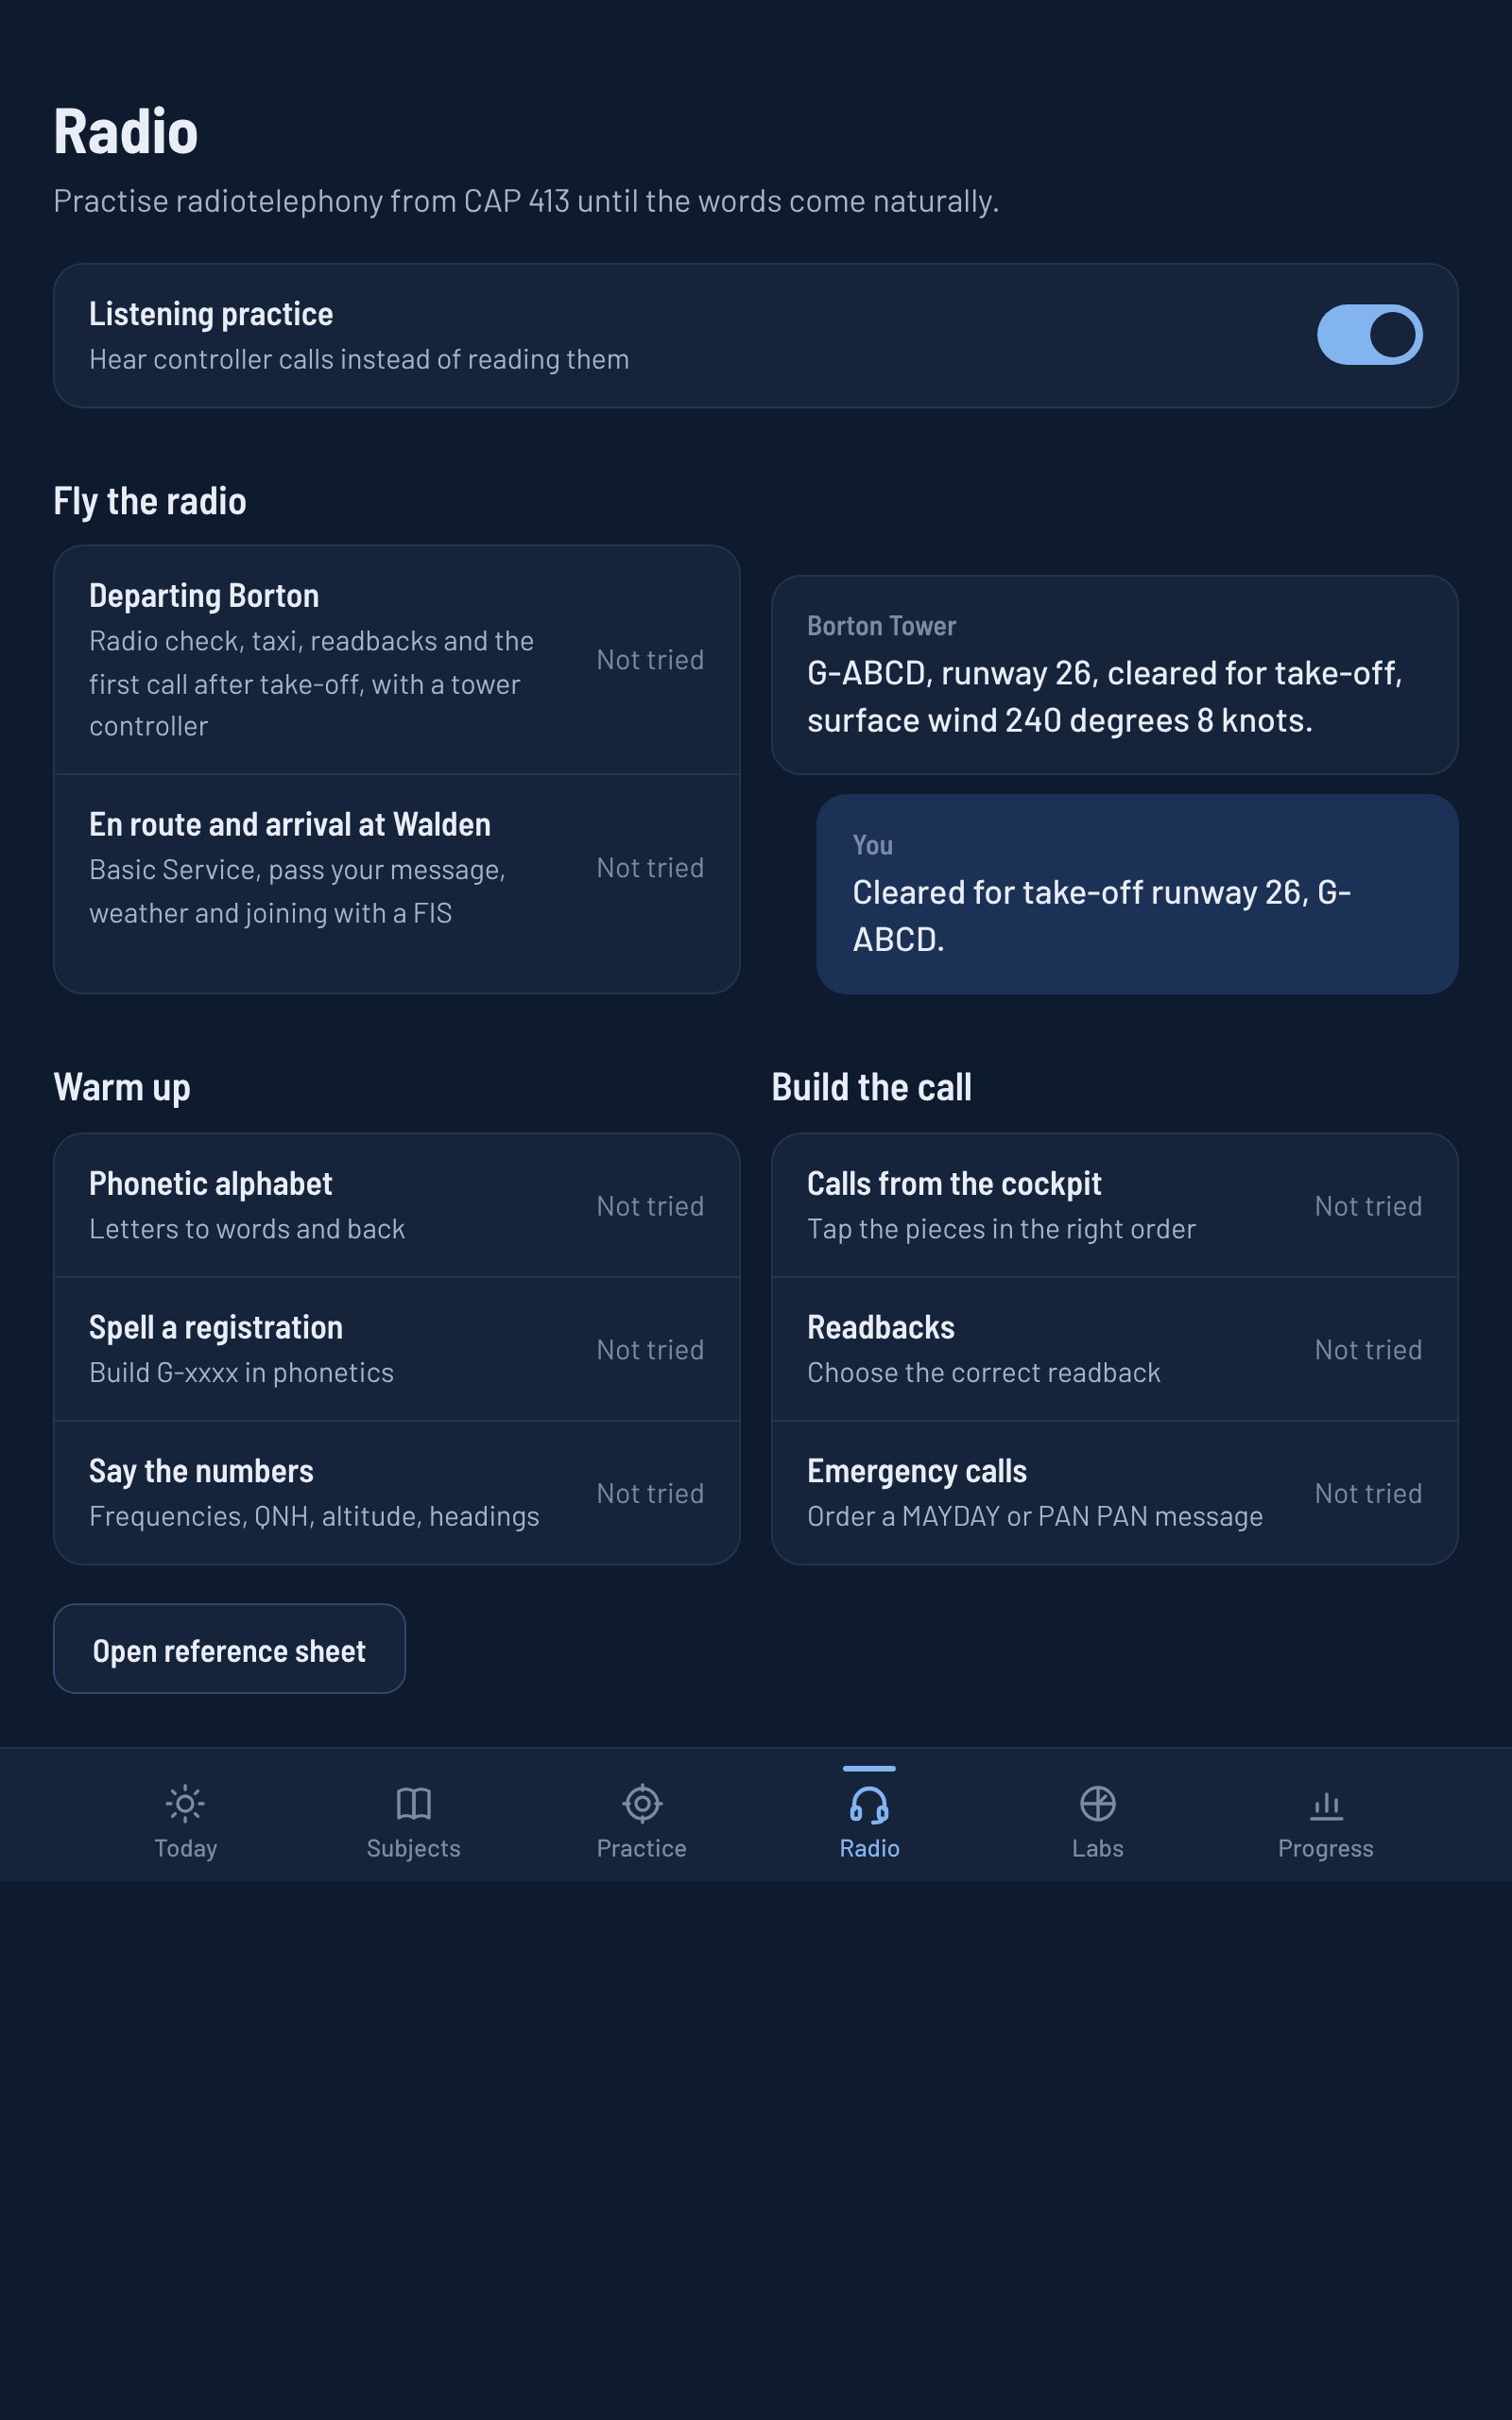 Radio
Practise radiotelephony from CAP 413 until the words come naturally.
Listening practice
Hear controller calls instead of reading them
Fly the radio
Departing Borton
Radio check, taxi, readbacks and the
first call after take-off, with a tower
controller
Not tried
En route and arrival at Walden
Basic Service, pass your message,
weather and joining with a FIS
Not tried
Borton Tower
G-ABCD, runway 26, cleared for take-off,
surface wind 240 degrees 8 knots.
You
Cleared for take-off runway 26, G-
ABCD.
Warm up
Phonetic alphabet
Letters to words and back
Not tried
Spell a registration
Build G-xxxx in phonetics
Not tried
Say the numbers
Frequencies, QNH, altitude, headings
Not tried
Build the call
Calls from the cockpit
Tap the pieces in the right order
Not tried
Readbacks
Choose the correct readback
Not tried
Emergency calls
Order a MAYDAY or PAN PAN message
Not tried
Open reference sheet
Today
Subjects
Practice
Radio
Labs
Progress